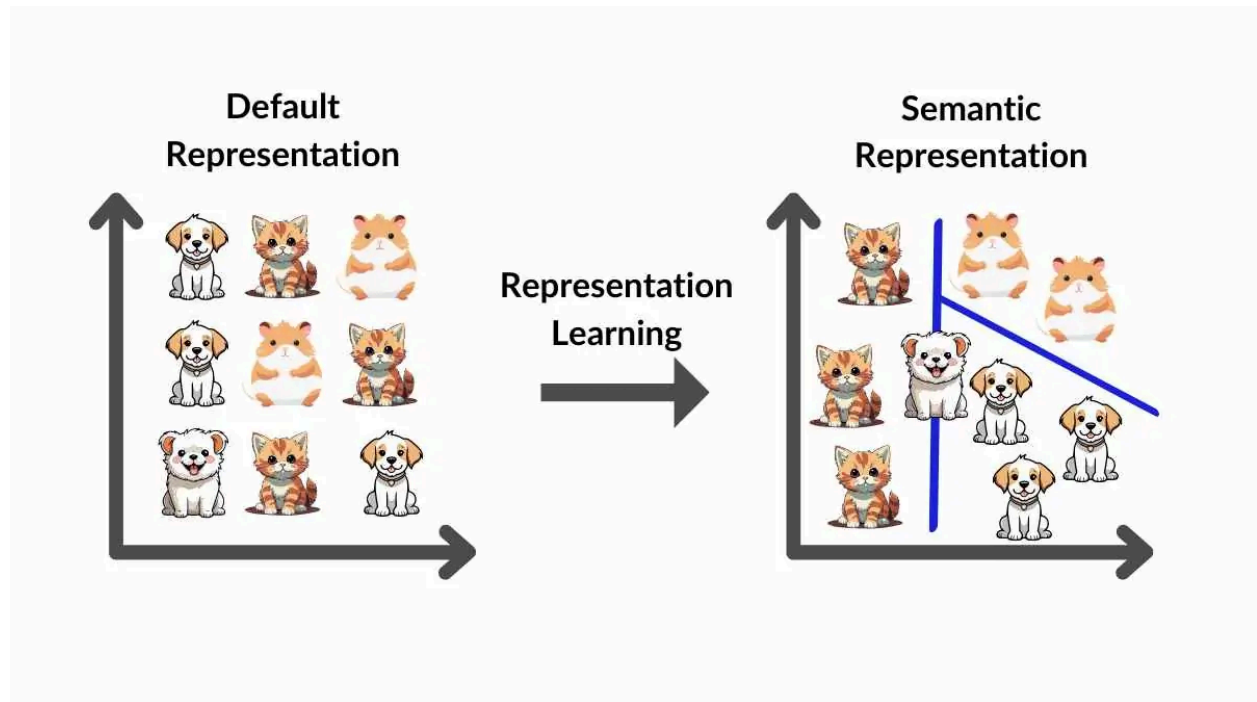 Default
Representation
Representation
Learning
Semantic
Representation